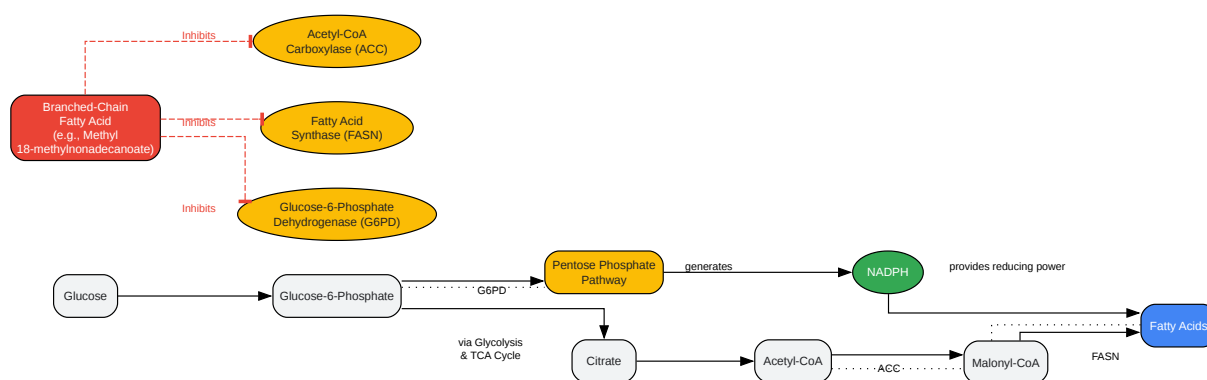 Inhibits
Acetyl-CoA
Carboxylase (ACC)
Branched-Chain
Fatty Acid
(e.g., Methyl
18-methylnonadecanoate)
Inhibits
Fatty Acid
Synthase (FASN)
Inhibits
Glucose-6-Phosphate
Dehydrogenase (G6PD)
Glucose
Glucose-6-Phosphate
G6PD
Pentose Phosphate
Pathway
generates
NADPH
provides reducing power
via Glycolysis
& TCA Cycle
Citrate
Acetyl-CoA
ACC
Malonyl-CoA
FASN
Fatty Acids